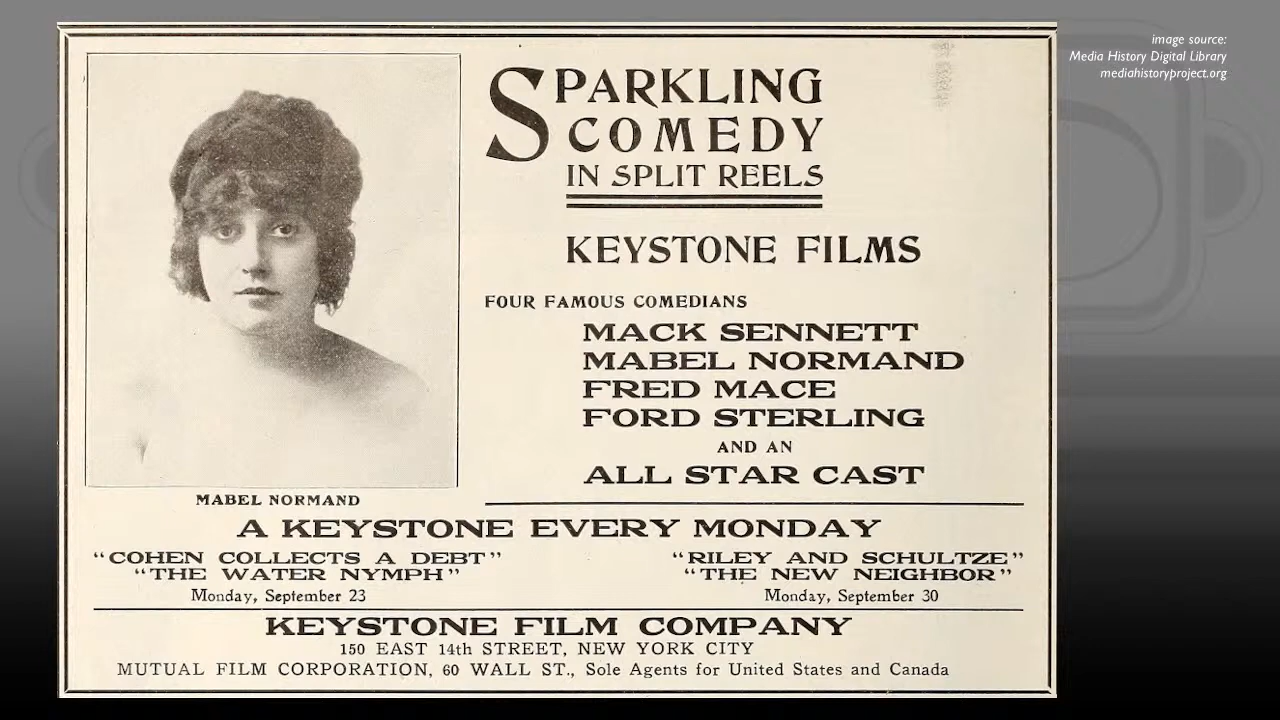 image source:
Media History Digital Library
mediahistoryproject.org
SPARKLING
COMEDY
IN SPLIT REELS
KEYSTONE FILMS
FOUR FAMOUS COMEDIANS
MACK SENNETT
MABEL NORMAND
FRED MACE
FORD STERLING
AND AN
ALL STAR CAST
MABEL NORMAND
A KEYSTONE EVERY MONDAY
"COHEN COLLECTS A DEBT"
"THE WATER NYMPH"
Monday, September 23
"RILEY AND SCHULTZE"
"THE NEW NEIGHBOR"
Monday, September 30
KEYSTONE FILM COMPANY
150 EAST 14th STREET, NEW YORK CITY
MUTUAL FILM CORPORATION, 60 WALL ST., Sole Agents for United States and Canada